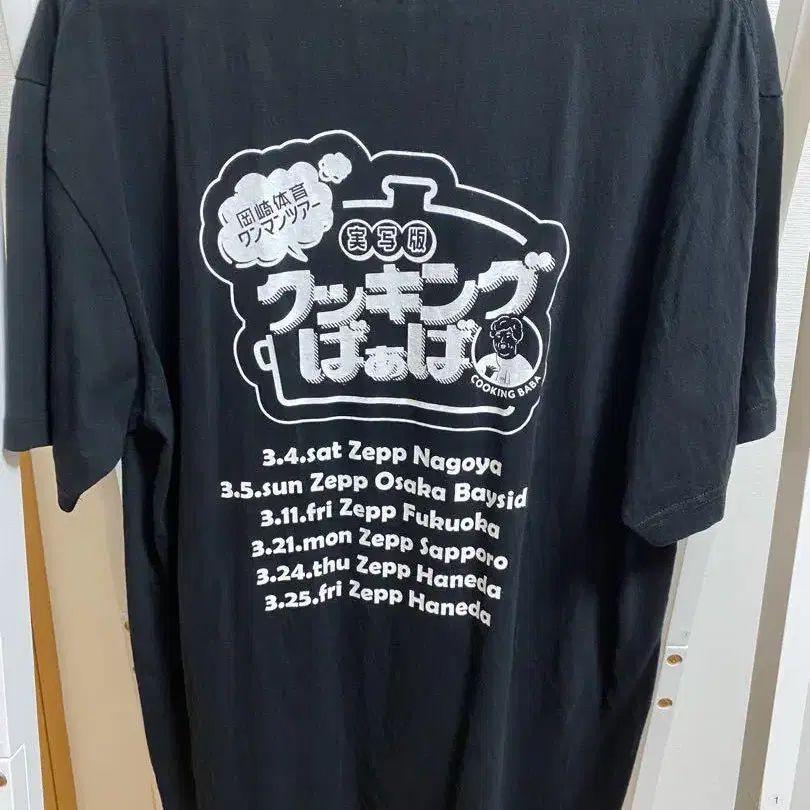 岡崎体育
ワンマンツアー
実写版
クッキング
ばぁば
COOKING BABA
3.4.sat Zepp Nagoya
3.5.sun Zepp Osaka Baysid
3.11.fri Zepp Fukuoka
3.21.mon Zepp Sapporo
3.24.thu Zepp Haneda
3.25.fri Zepp Haneda
1